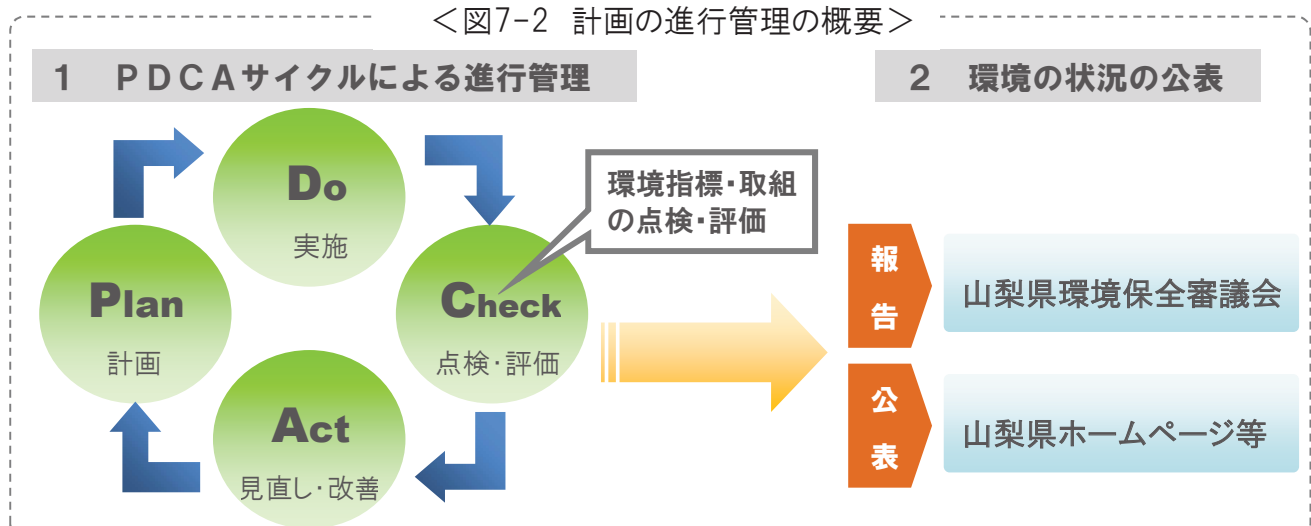 ＜図7-2 計画の進行管理の概要＞
1 PDCAサイクルによる進行管理
Do
実施
環境指標・取組
の点検・評価
Plan
計画
Check
点検・評価
Act
見直し・改善
2 環境の状況の公表
報告
山梨県環境保全審議会
公表
山梨県ホームページ等